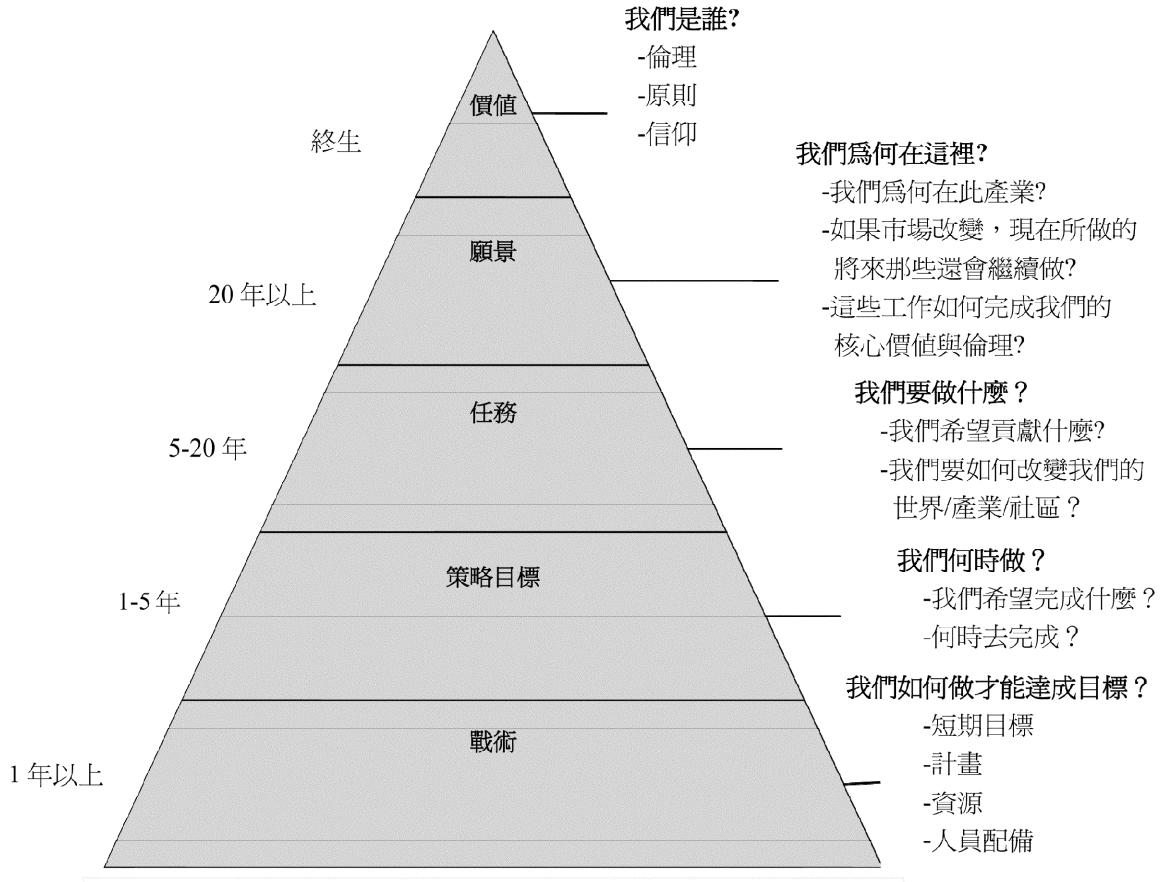 我們是誰?
-倫理
-原則
-信仰
價值
終生
我們爲何在這裡?
-我們爲何在此產業?
-如果市場改變，現在所做的
將來那些還會繼續做?
-這些工作如何完成我們的
核心價值與倫理?
願景
20 年以上
我們要做什麼？
-我們希望貢獻什麼?
-我們要如何改變我們的
世界/產業/社區？
任務
5-20 年
我們何時做？
-我們希望完成什麼？
-何時去完成？
策略目標
1-5 年
我們如何做才能達成目標？
-短期目標
-計畫
-資源
-人員配備
戰術
1 年以上